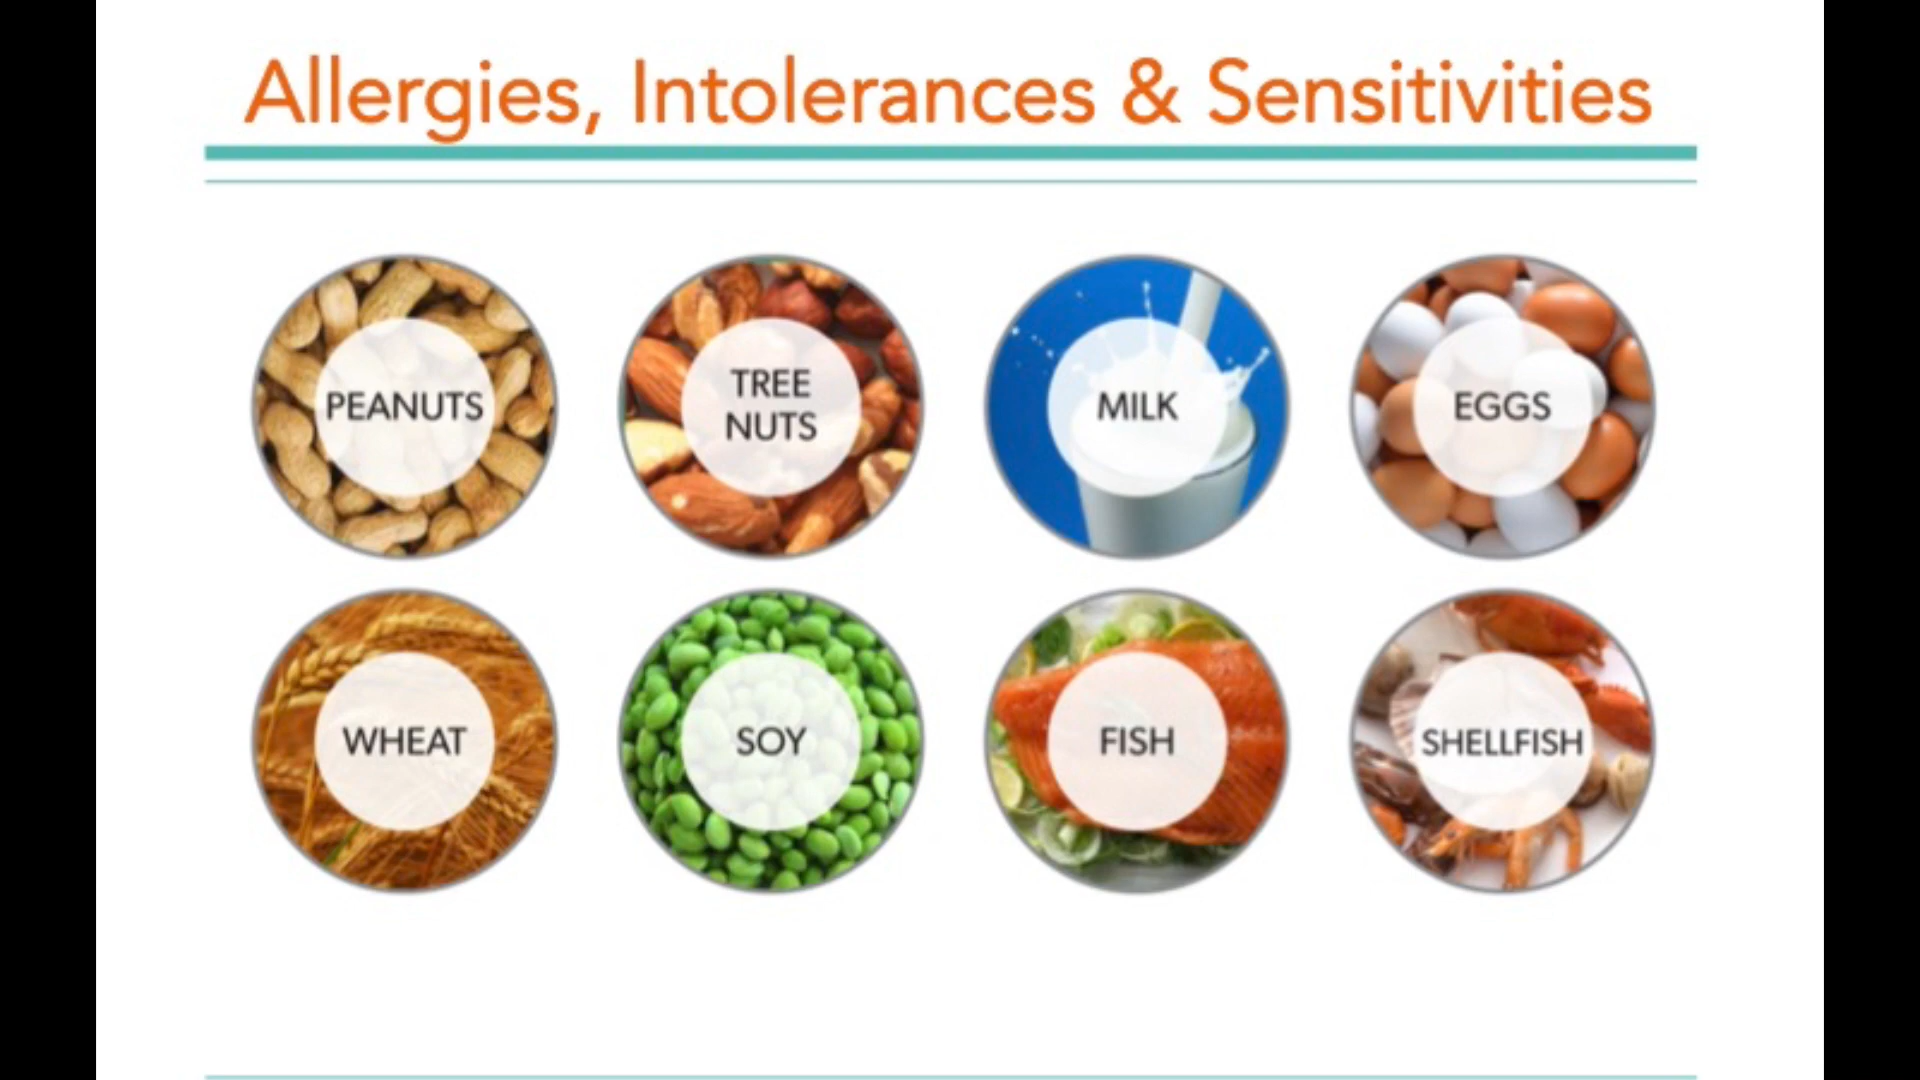 Allergies, Intolerances & Sensitivities
PEANUTS
TREE
NUTS
MILK
EGGS
WHEAT
SOY
FISH
SHELLFISH